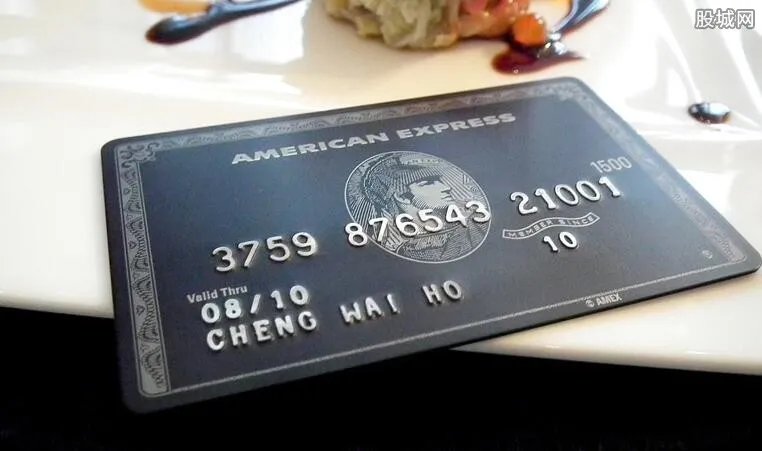 股城网
AMERICAN EXPRESS
1500
3759 876543 21001
MEMBER SINCE
10
Valid Thru
08/10
CHENG WAI HO
© AMEX